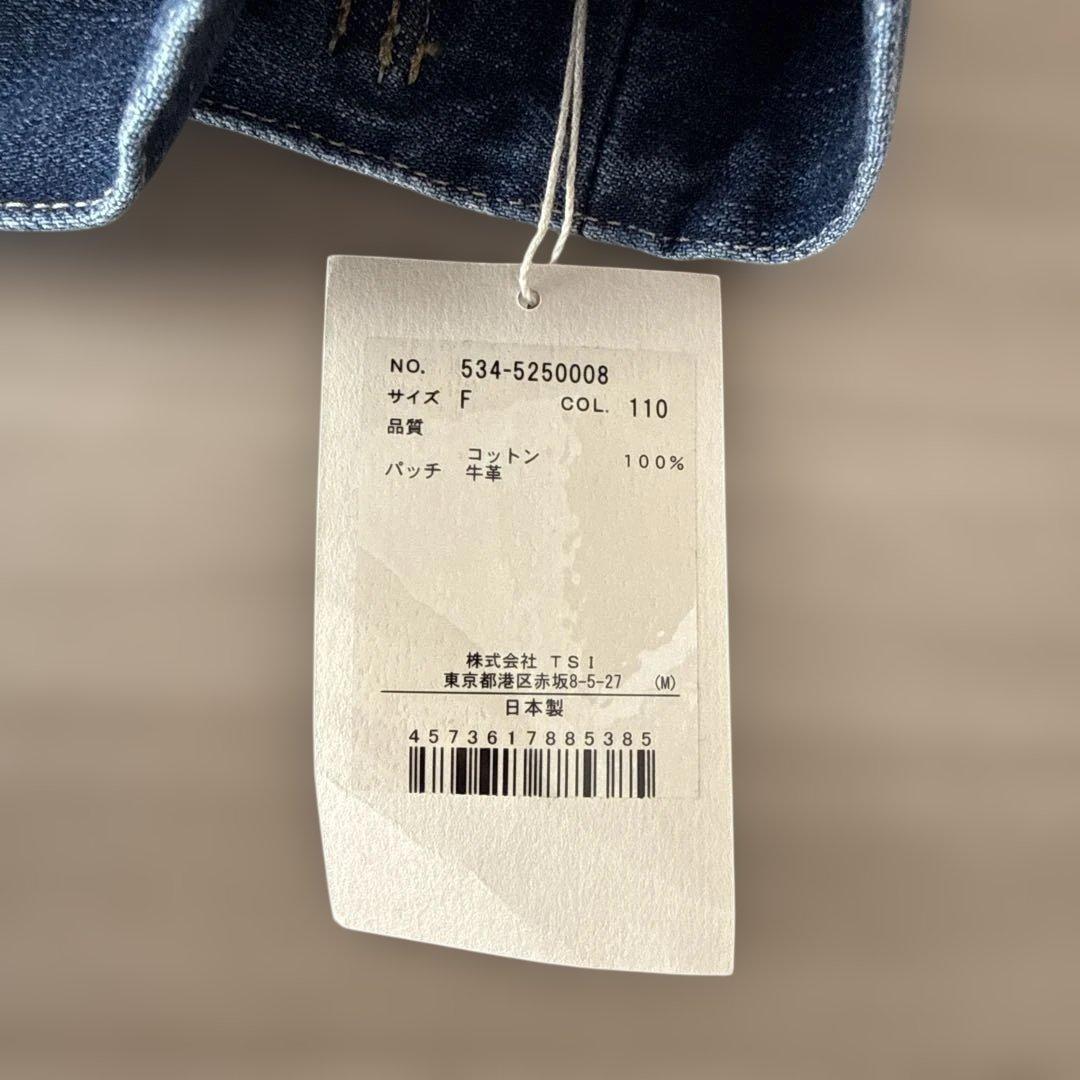 NO. 534-5250008
サイズ F COL. 110
品質
コットン 100%
パッチ 牛革
株式会社 TSI
東京都港区赤坂8-5-27 (M)
日本製
4573617885385